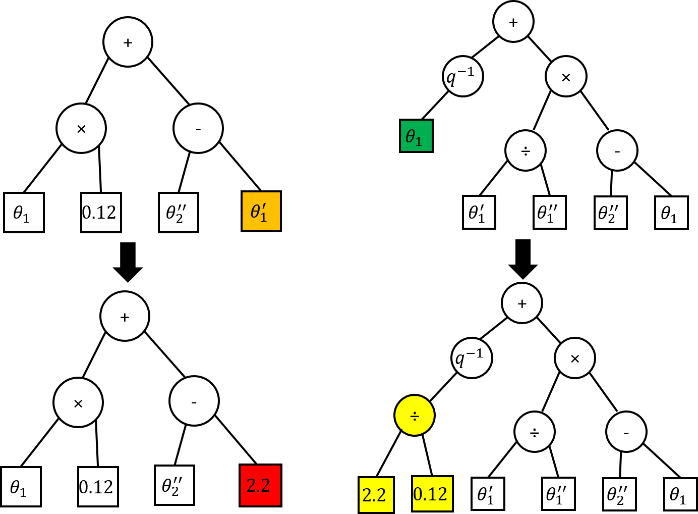 +
× -
θ₁ 0.12 θ₂′′ θ₁′
+
× -
θ₁ 0.12 θ₂′′ 2.2
+
q⁻¹ ×
θ₁ ÷ -
θ₁′ θ₁′′ θ₂′′ θ₁
+
q⁻¹ ×
÷ ÷ -
2.2 0.12 θ₁′ θ₁′′ θ₂′′ θ₁